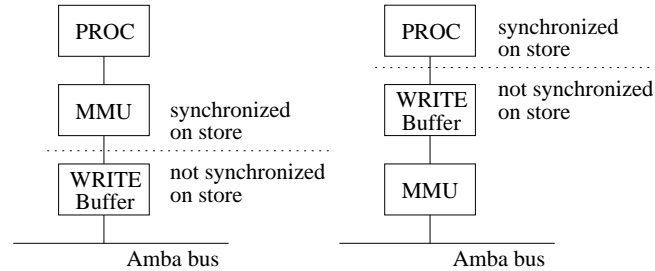 PROC
MMU
synchronized
on store
WRITE
Buffer
not synchronized
on store
Amba bus
PROC
synchronized
on store
WRITE
Buffer
not synchronized
on store
MMU
Amba bus